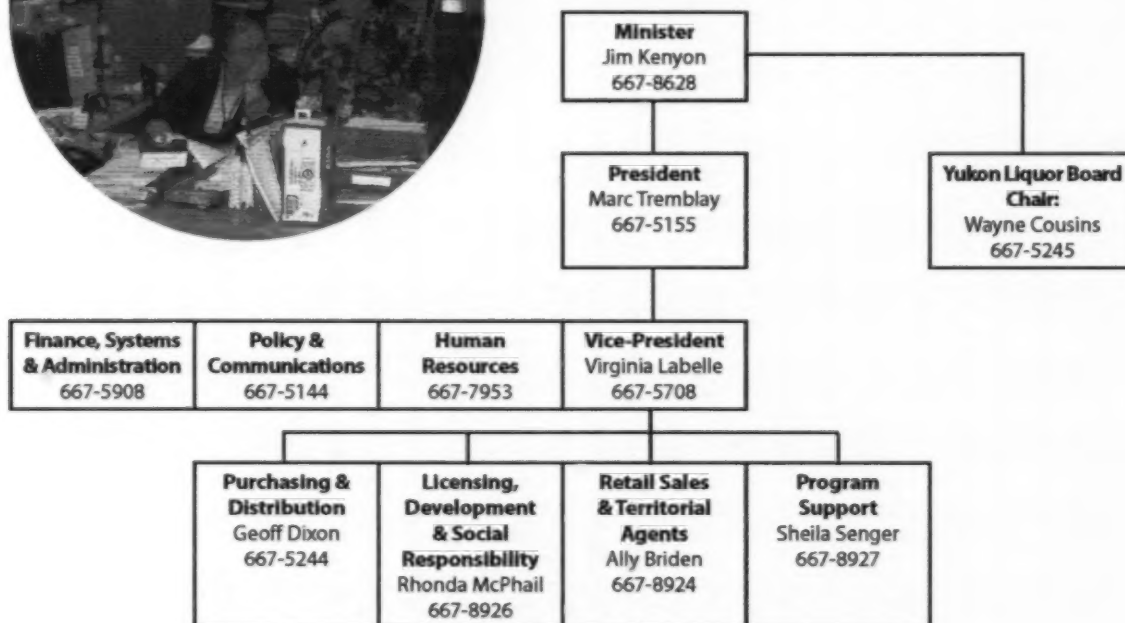 Minister
Jim Kenyon
667-8628
President
Marc Tremblay
667-5155
Yukon Liquor Board
Chair:
Wayne Cousins
667-5245
Finance, Systems
& Administration
667-5908
Policy &
Communications
667-5144
Human
Resources
667-7953
Vice-President
Virginia Labelle
667-5708
Purchasing &
Distribution
Geoff Dixon
667-5244
Licensing,
Development
& Social
Responsibility
Rhonda McPhail
667-8926
Retail Sales
& Territorial
Agents
Ally Briden
667-8924
Program
Support
Sheila Senger
667-8927